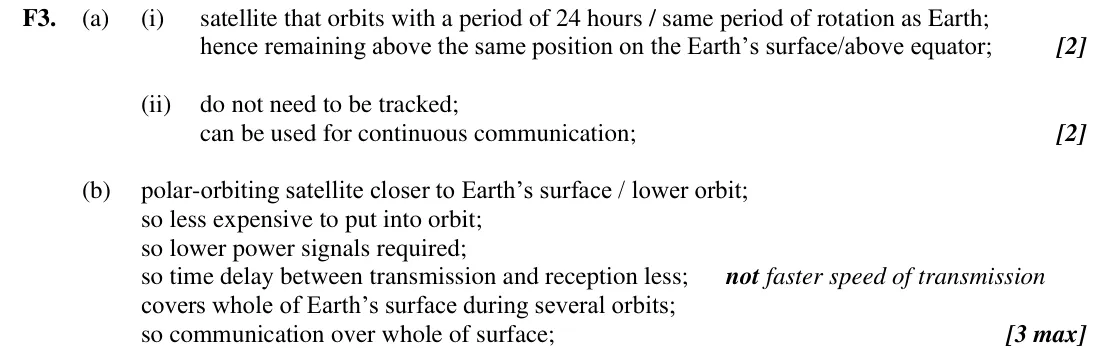 F3. (a) (i) satellite that orbits with a period of 24 hours / same period of rotation as Earth;
hence remaining above the same position on the Earth’s surface/above equator; [2]
(ii) do not need to be tracked;
can be used for continuous communication; [2]
(b) polar-orbiting satellite closer to Earth’s surface / lower orbit;
so less expensive to put into orbit;
so lower power signals required;
so time delay between transmission and reception less; not faster speed of transmission
covers whole of Earth’s surface during several orbits;
so communication over whole of surface; [3 max]